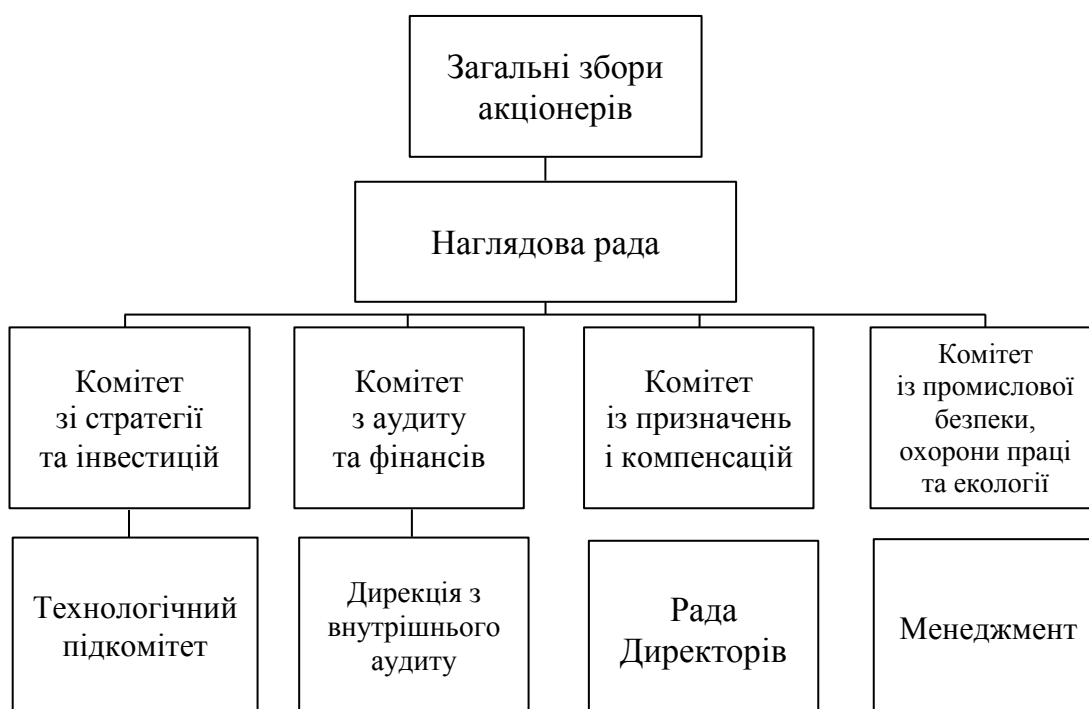 Загальні збори
акціонерів
Наглядова рада
Комітет
зі стратегії
та інвестицій
Комітет
з аудиту
та фінансів
Комітет
із призначень
і компенсацій
Комітет
із промислової
безпеки,
охорони праці
та екології
Технологічний
підкомітет
Дирекція з
внутрішнього
аудиту
Рада
Директорів
Менеджмент